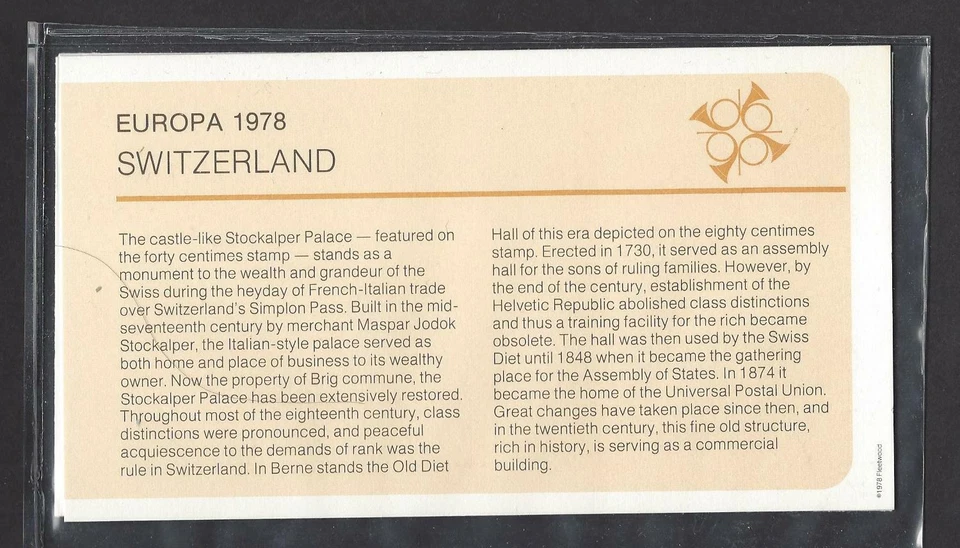 EUROPA 1978
SWITZERLAND
The castle-like Stockalper Palace — featured on
the forty centimes stamp — stands as a
monument to the wealth and grandeur of the
Swiss during the heyday of French-Italian trade
over Switzerland's Simplon Pass. Built in the mid-
seventeenth century by merchant Maspar Jodok
Stockalper, the Italian-style palace served as
both home and place of business to its wealthy
owner. Now the property of Brig commune, the
Stockalper Palace has been extensively restored.
Throughout most of the eighteenth century, class
distinctions were pronounced, and peaceful
acquiescence to the demands of rank was the
rule in Switzerland. In Berne stands the Old Diet
Hall of this era depicted on the eighty centimes
stamp. Erected in 1730, it served as an assembly
hall for the sons of ruling families. However, by
the end of the century, establishment of the
Helvetic Republic abolished class distinctions
and thus a training facility for the rich became
obsolete. The hall was then used by the Swiss
Diet until 1848 when it became the gathering
place for the Assembly of States. In 1874 it
became the home of the Universal Postal Union.
Great changes have taken place since then, and
in the twentieth century, this fine old structure,
rich in history, is serving as a commercial
building.
©1978 Fleetwood